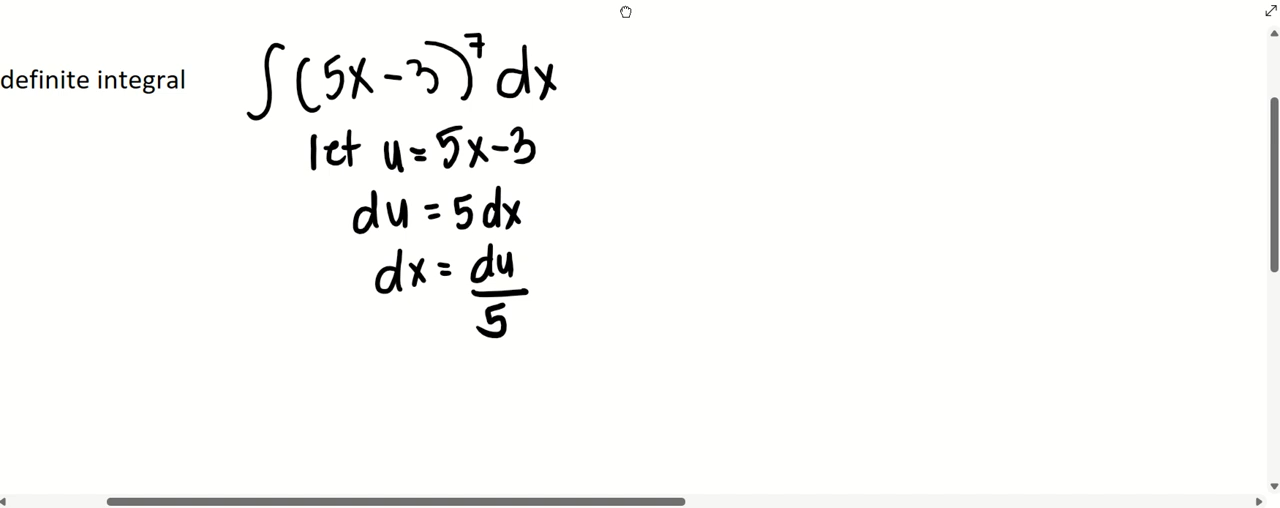 definite integral ∫(5x-3)⁷ dx
let u=5x-3
du = 5dx
dx = du/5